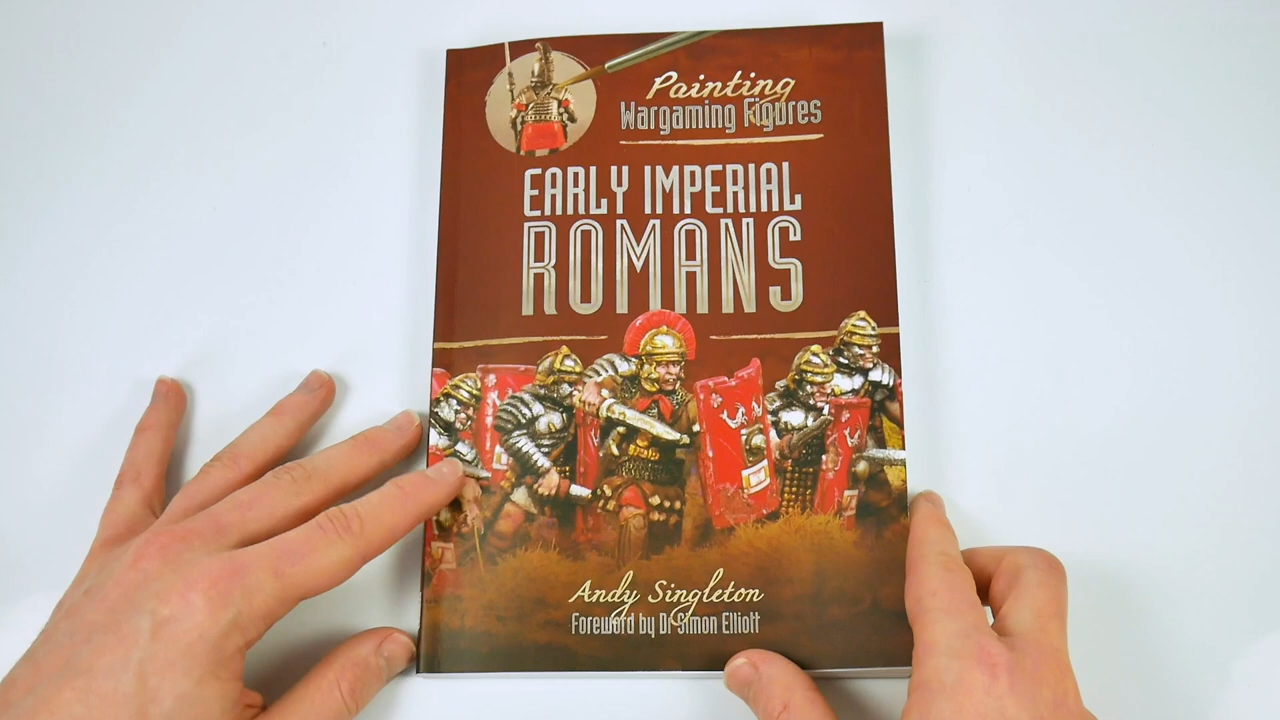 Painting
Wargaming Figures
EARLY IMPERIAL
ROMANS
Andy Singleton
Foreword by Dr Simon Elliott